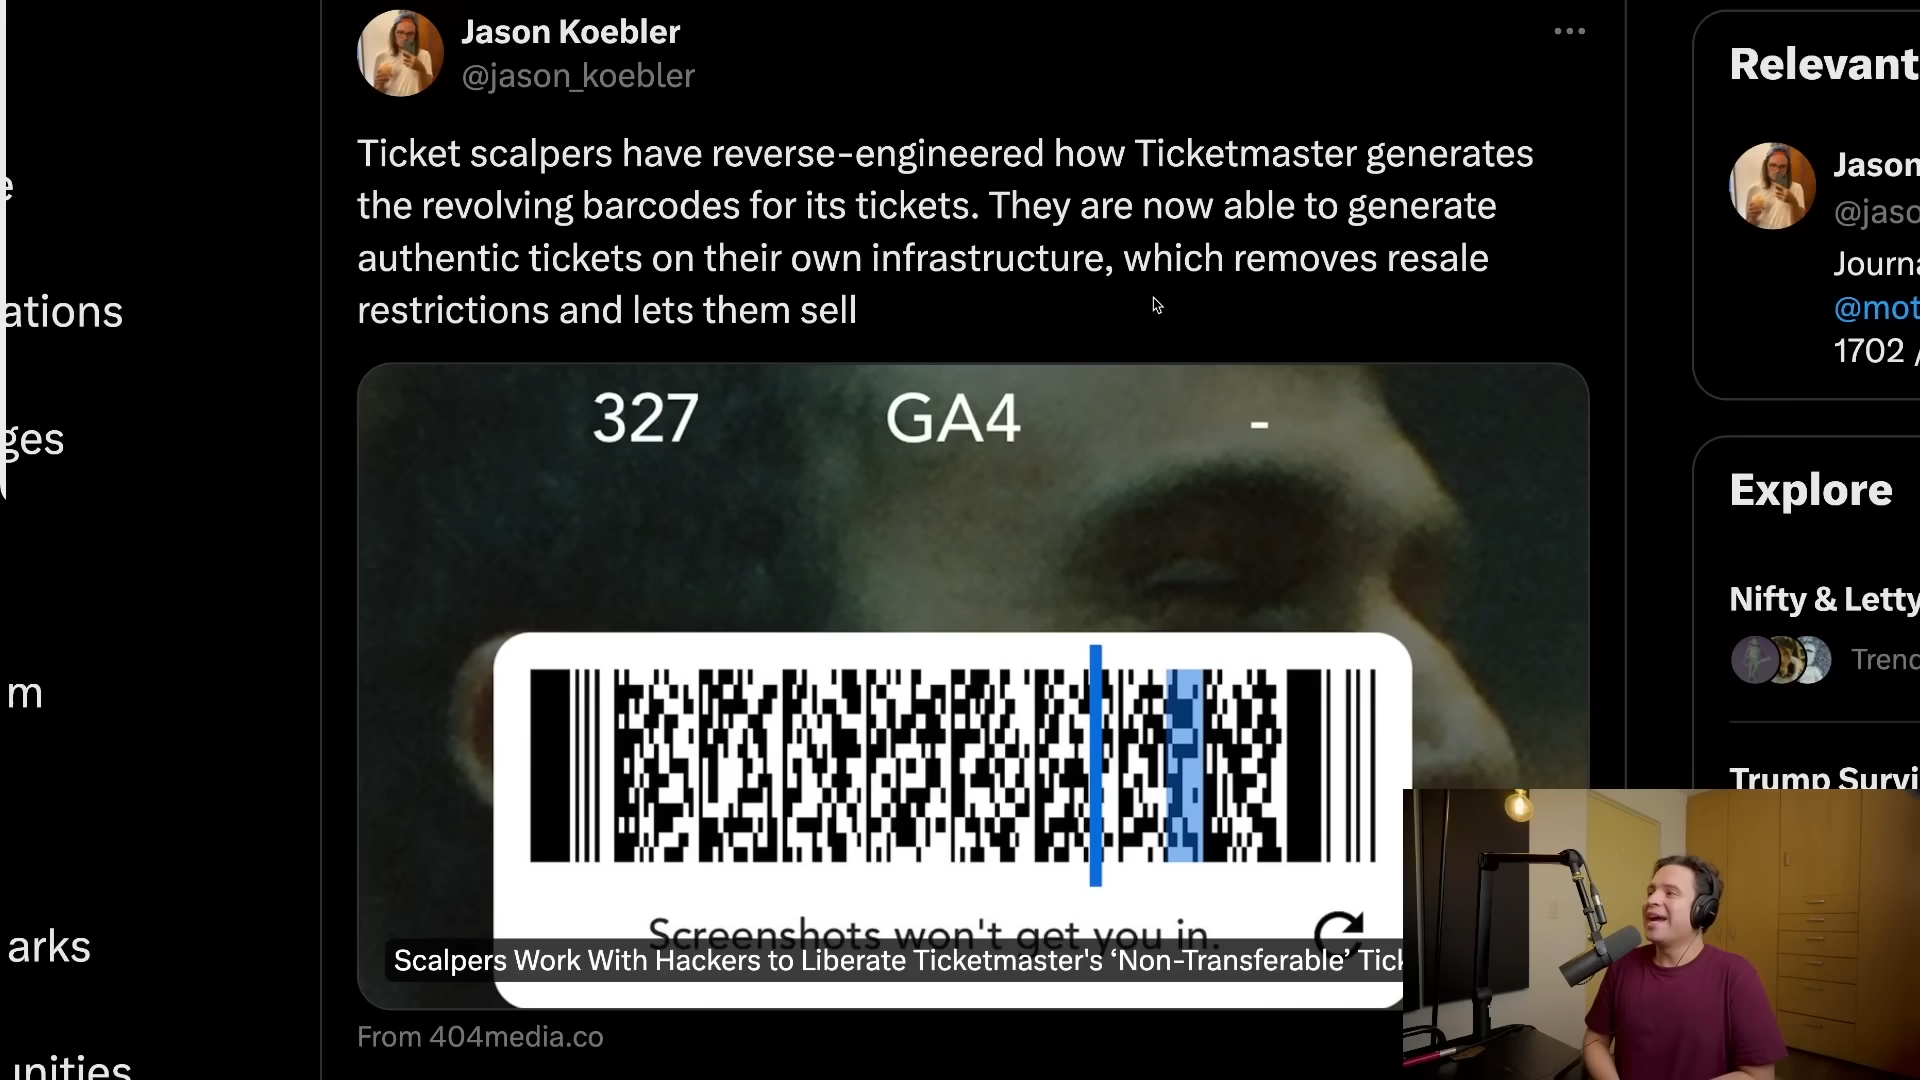 Jason Koebler
@jason_koebler
Ticket scalpers have reverse-engineered how Ticketmaster generates
the revolving barcodes for its tickets. They are now able to generate
authentic tickets on their own infrastructure, which removes resale
restrictions and lets them sell
327 GA4 -
Screenshots won't get you in.
Scalpers Work With Hackers to Liberate Ticketmaster's ‘Non-Transferable’ Tick
From 404media.co
e
ations
ges
m
arks
unities
Relevant
Jason
@jaso
Journa
@mot
1702 /
Explore
Nifty & Letty
Trend
Trump Survi